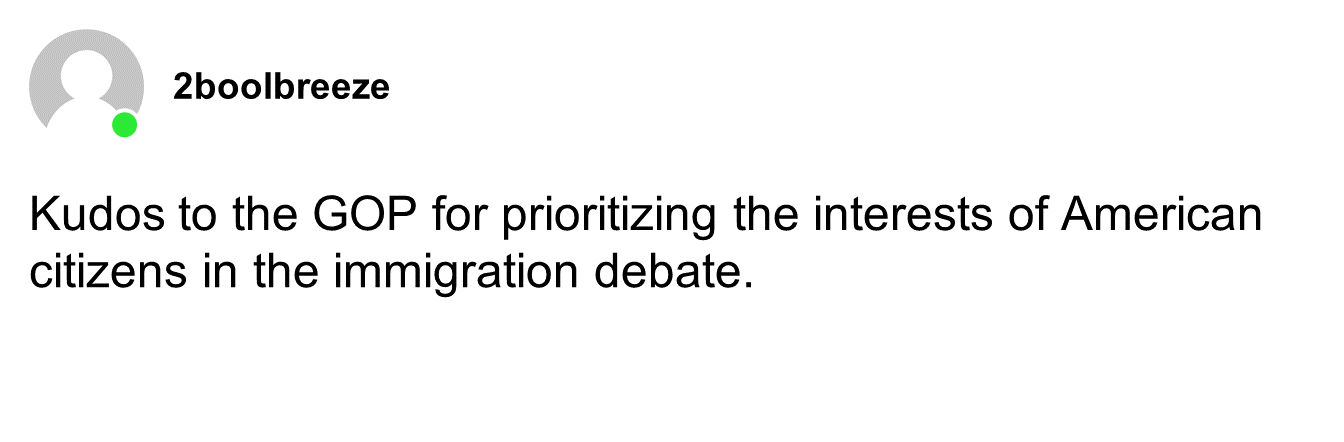 2boolbreeze
Kudos to the GOP for prioritizing the interests of American
citizens in the immigration debate.